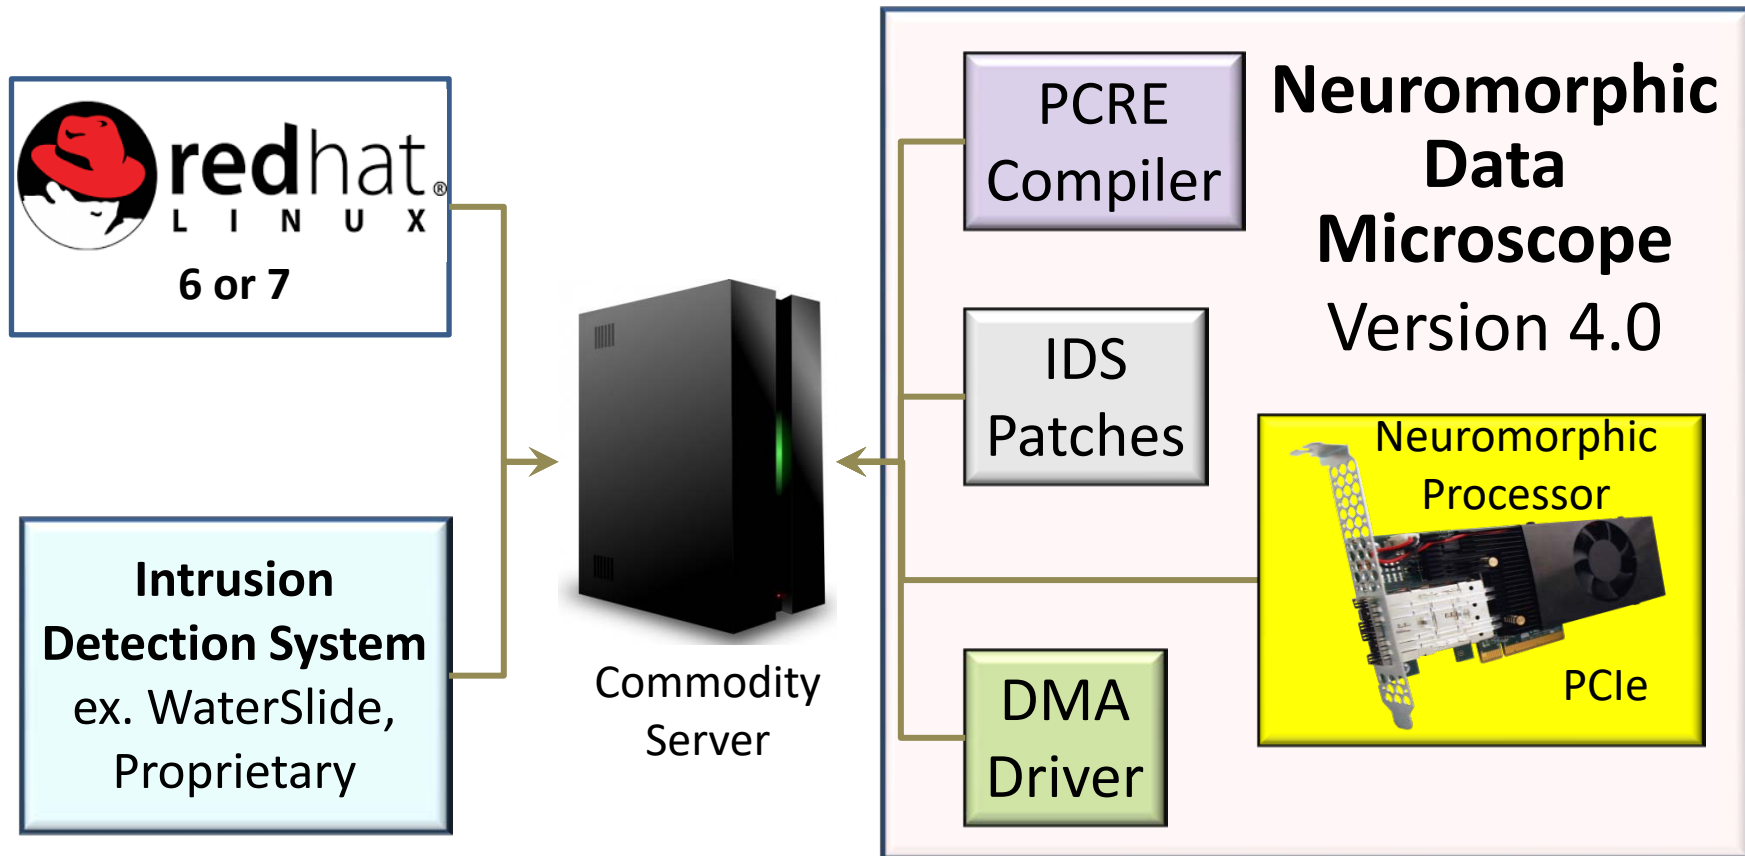 redhat®
LINUX
6 or 7
Intrusion
Detection System
ex. WaterSlide,
Proprietary
Commodity
Server
PCRE
Compiler
IDS
Patches
DMA
Driver
Neuromorphic
Data
Microscope
Version 4.0
Neuromorphic
Processor
PCIe